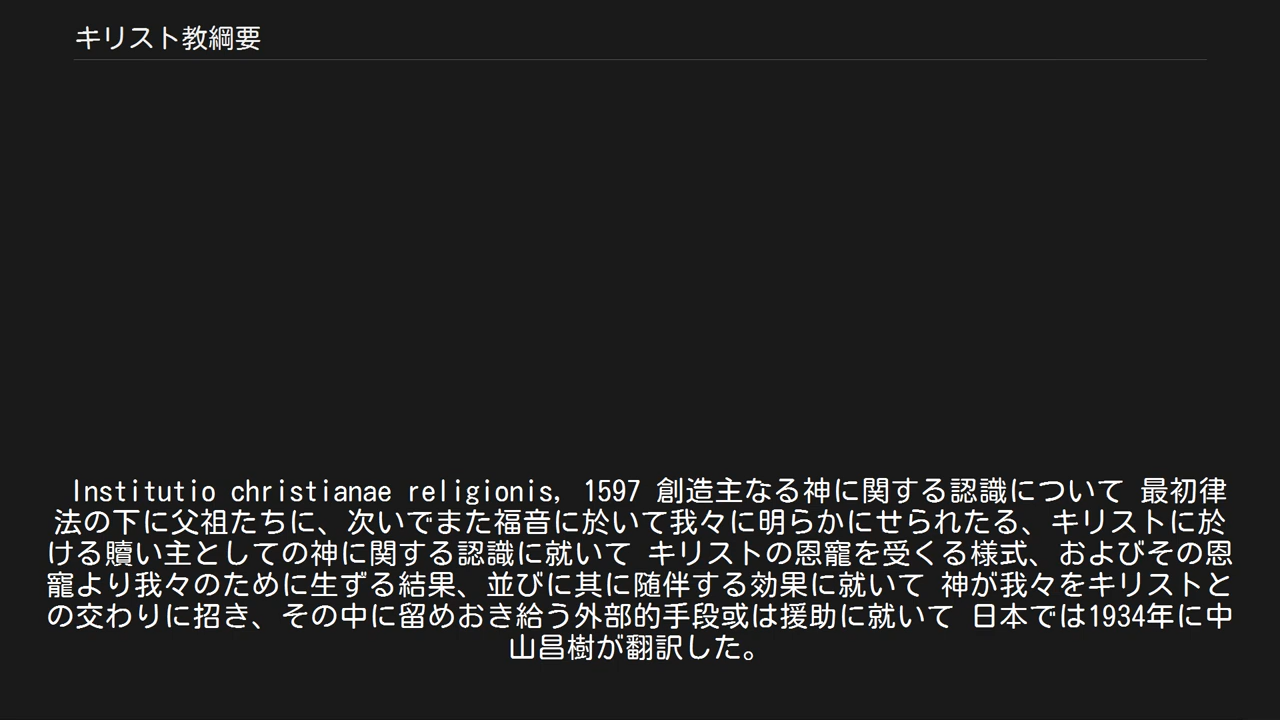 キリスト教綱要
Institutio christianae religionis, 1597 創造主なる神に関する認識について 最初律
法の下に父祖たちに、次いでまた福音に於いて我々に明らかにせられたる、キリストに於
ける贖い主としての神に関する認識に就いて キリストの恩寵を受くる様式、およびその恩
寵より我々のために生ずる結果、並びに其に随伴する効果に就いて 神が我々をキリストと
の交わりに招き、その中に留めおき給う外部的手段或は援助に就いて 日本では1934年に中
山昌樹が翻訳した。